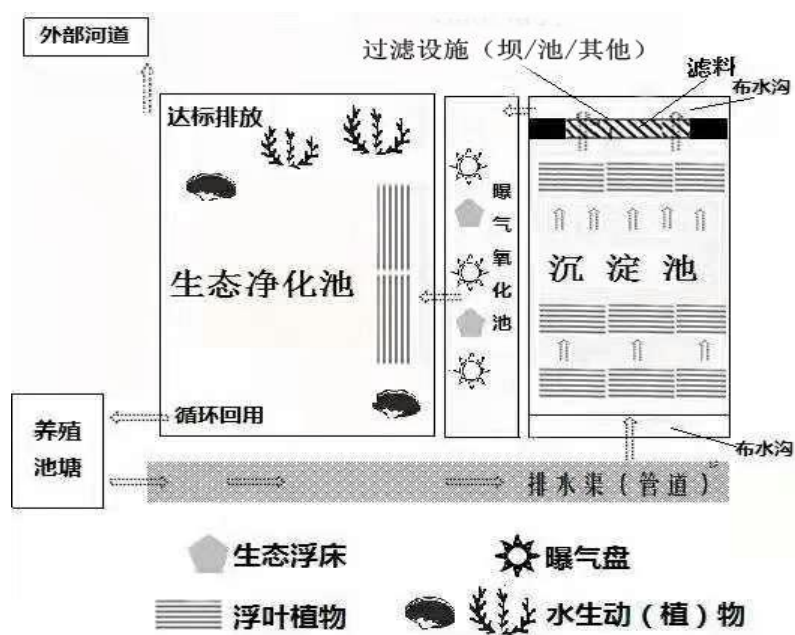 外部河道
过滤设施（坝/池/其他）
滤料
布水沟
达标排放
曝气氧化池
沉淀池
生态净化池
循环回用
养殖
池塘
布水沟
排水渠（管道）
生态浮床
曝气盘
浮叶植物
水生动（植）物